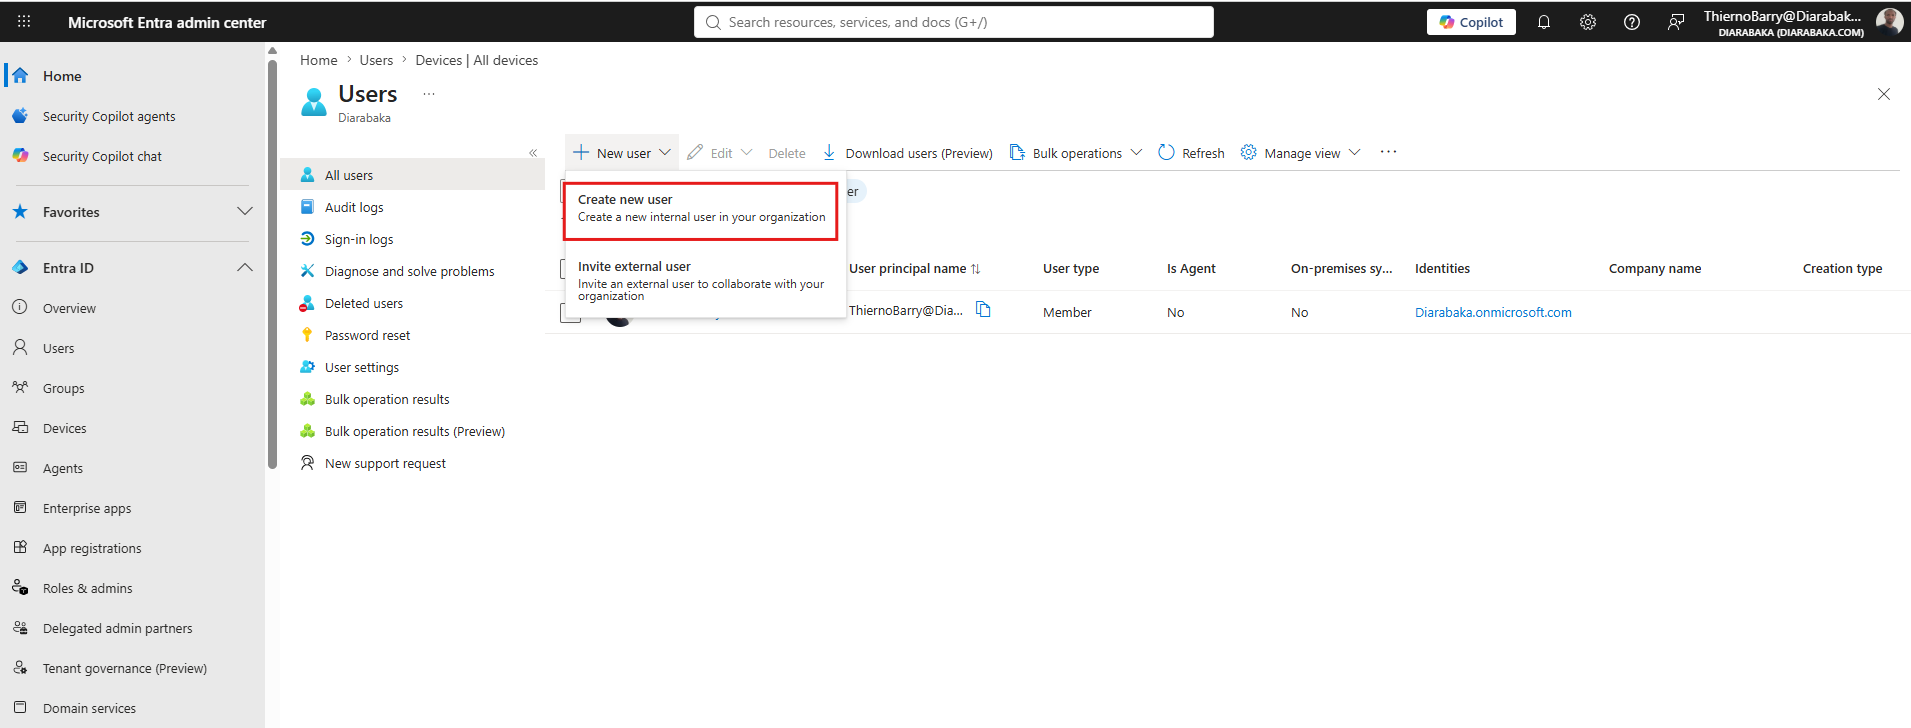 Microsoft Entra admin center
Search resources, services, and docs (G+/)
Copilot
ThiernoBarry@Diarabak...
DIARABAKA (DIARABAKA.COM)
Home
Security Copilot agents
Security Copilot chat
Favorites
Entra ID
Overview
Users
Groups
Devices
Agents
Enterprise apps
App registrations
Roles & admins
Delegated admin partners
Tenant governance (Preview)
Domain services
Home > Users > Devices | All devices
Users ...
Diarabaka
All users
Audit logs
Sign-in logs
Diagnose and solve problems
Deleted users
Password reset
User settings
Bulk operation results
Bulk operation results (Preview)
New support request
New user
Edit
Delete
Download users (Preview)
Bulk operations
Refresh
Manage view
...
Create new user
Create a new internal user in your organization
Invite external user
Invite an external user to collaborate with your
organization
er
User principal name
User type
Is Agent
On-premises sy...
Identities
Company name
Creation type
ThiernoBarry@Dia...
Member
No
No
Diarabaka.onmicrosoft.com